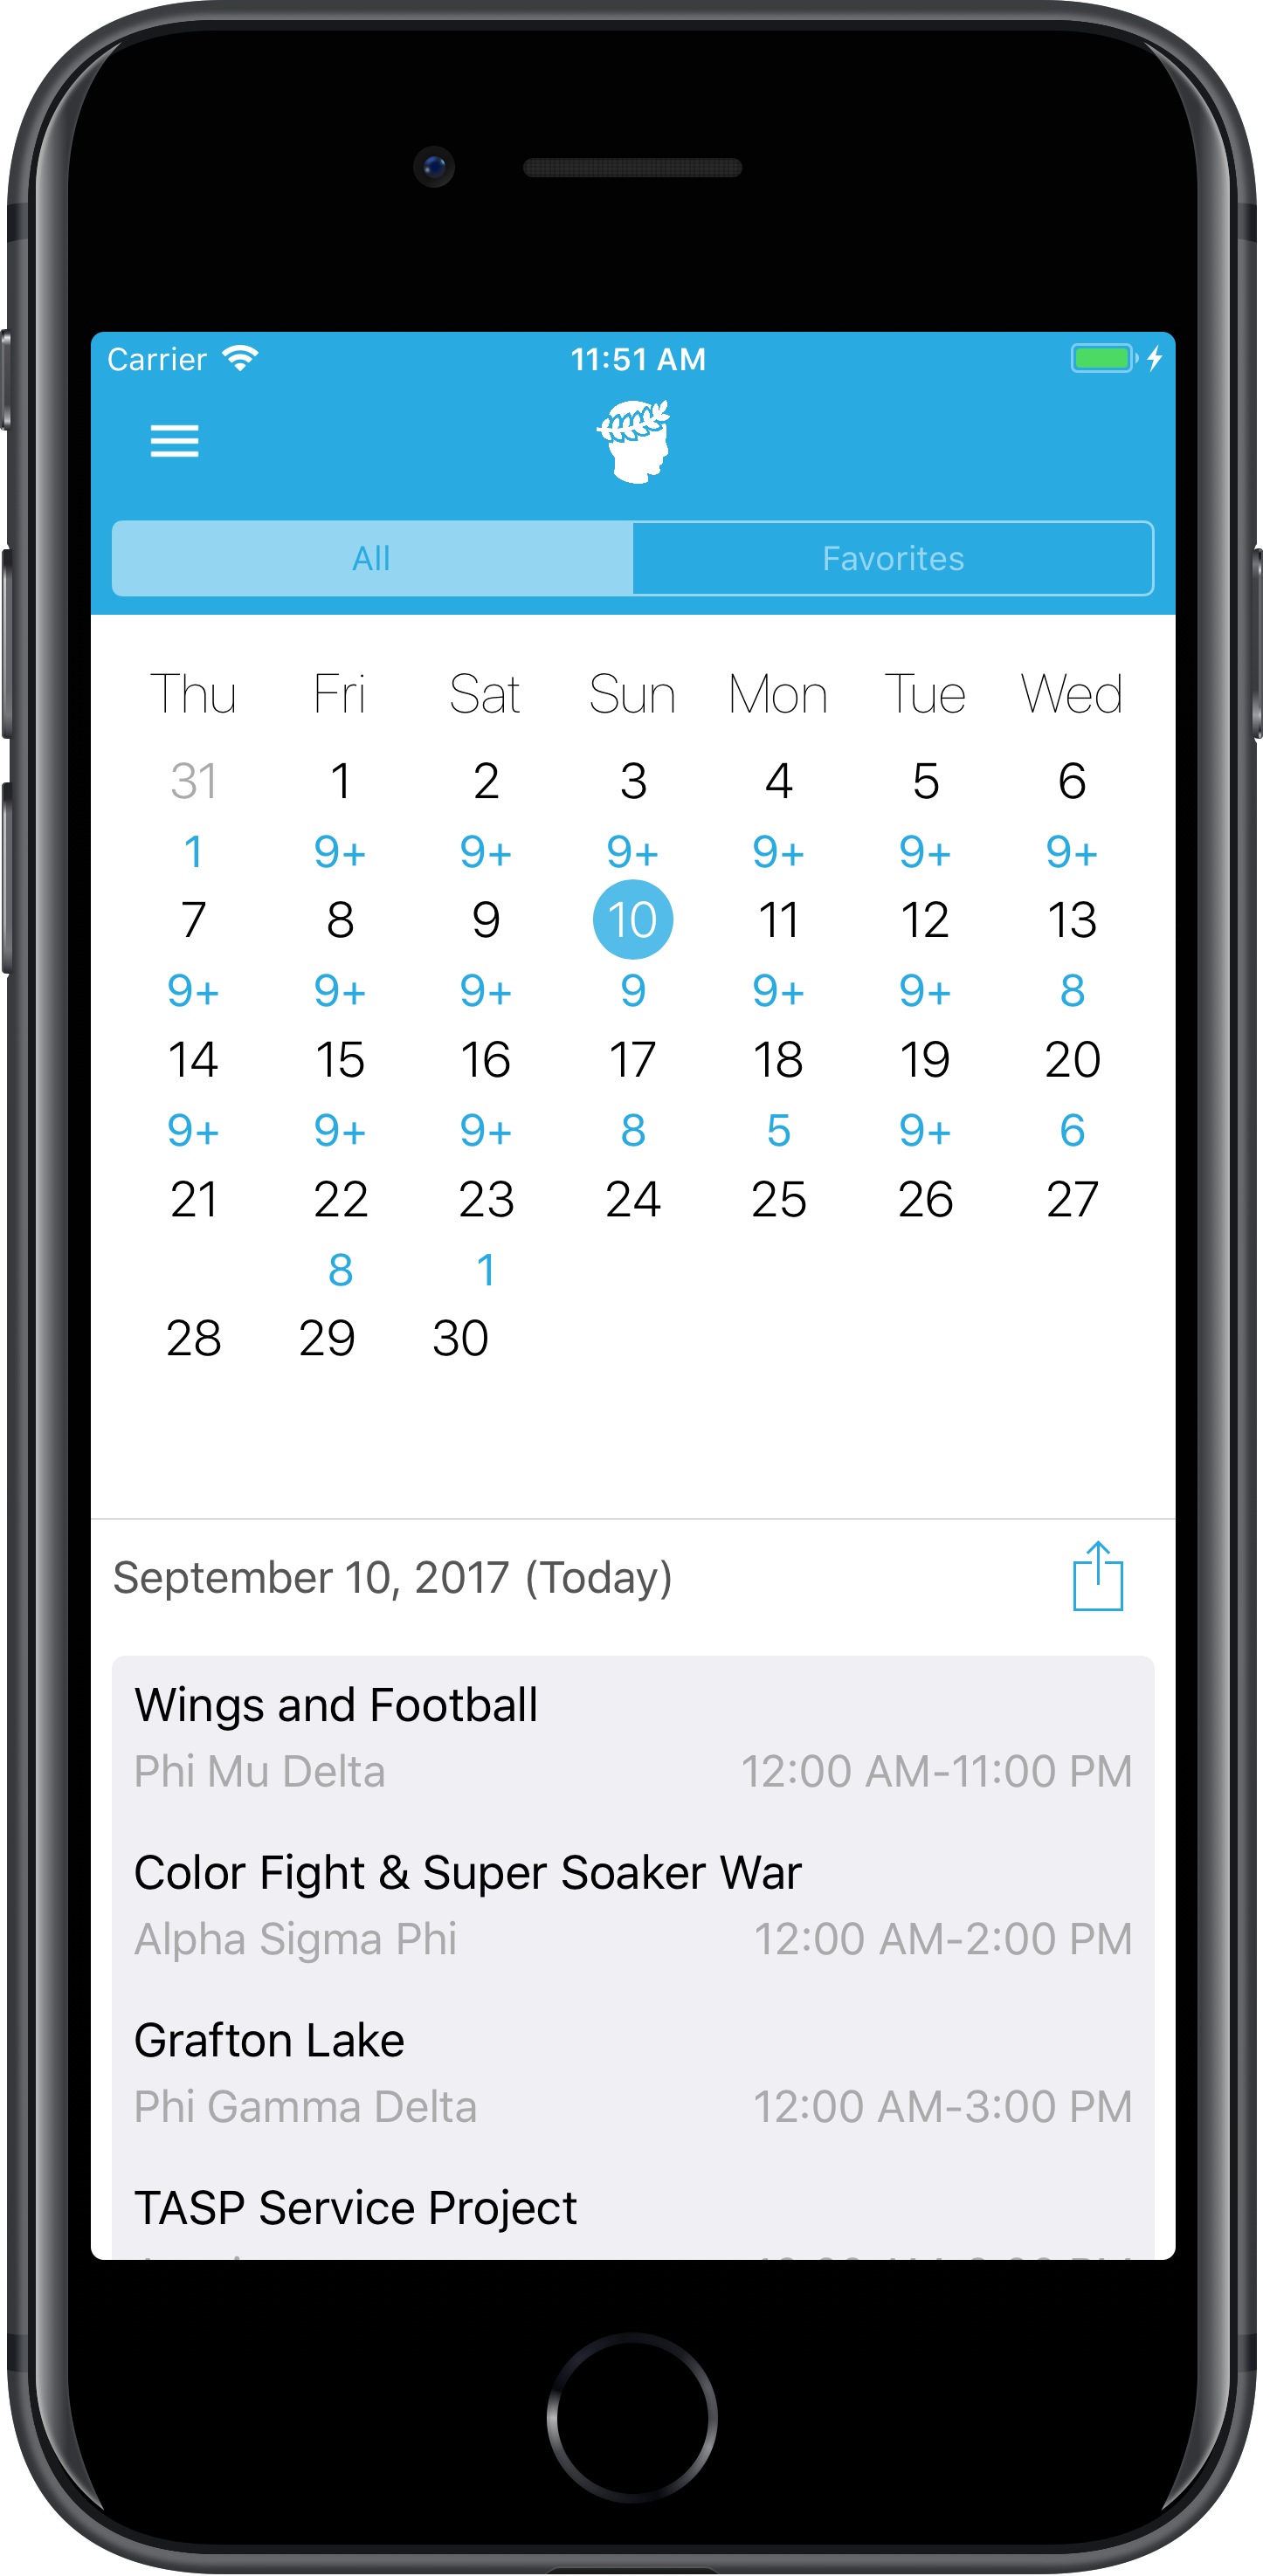 Carrier 11:51 AM
All Favorites
Thu Fri Sat Sun Mon Tue Wed
31 1 2 3 4 5 6
1 9+ 9+ 9+ 9+ 9+ 9+
7 8 9 10 11 12 13
9+ 9+ 9+ 9 9+ 9+ 8
14 15 16 17 18 19 20
9+ 9+ 9+ 8 5 9+ 6
21 22 23 24 25 26 27
8 1
28 29 30
September 10, 2017 (Today)
Wings and Football
Phi Mu Delta 12:00 AM-11:00 PM
Color Fight & Super Soaker War
Alpha Sigma Phi 12:00 AM-2:00 PM
Grafton Lake
Phi Gamma Delta 12:00 AM-3:00 PM
TASP Service Project